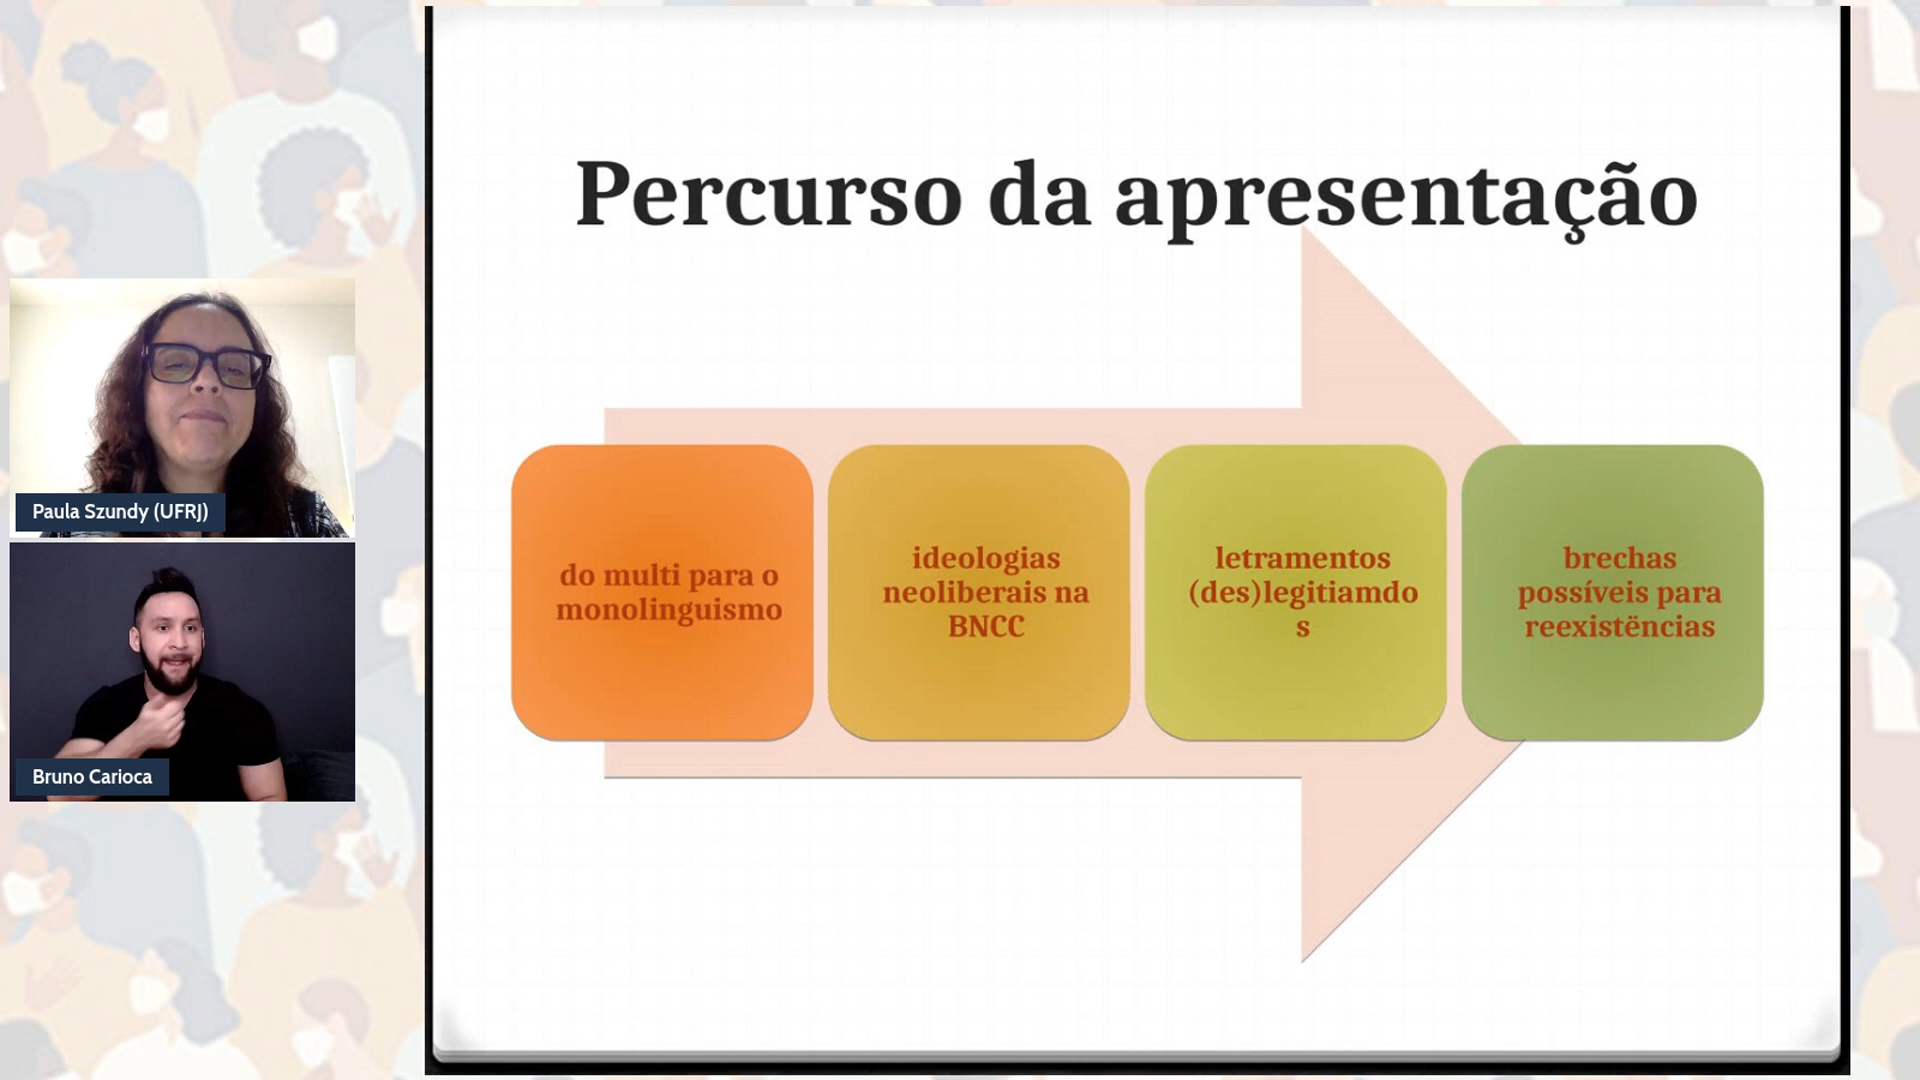 Percurso da apresentação
do multi para o
monolinguismo
ideologias
neoliberais na
BNCC
letramentos
(des)legitiamdo
s
brechas
possíveis para
reexistências
Paula Szundy (UFRJ)
Bruno Carioca